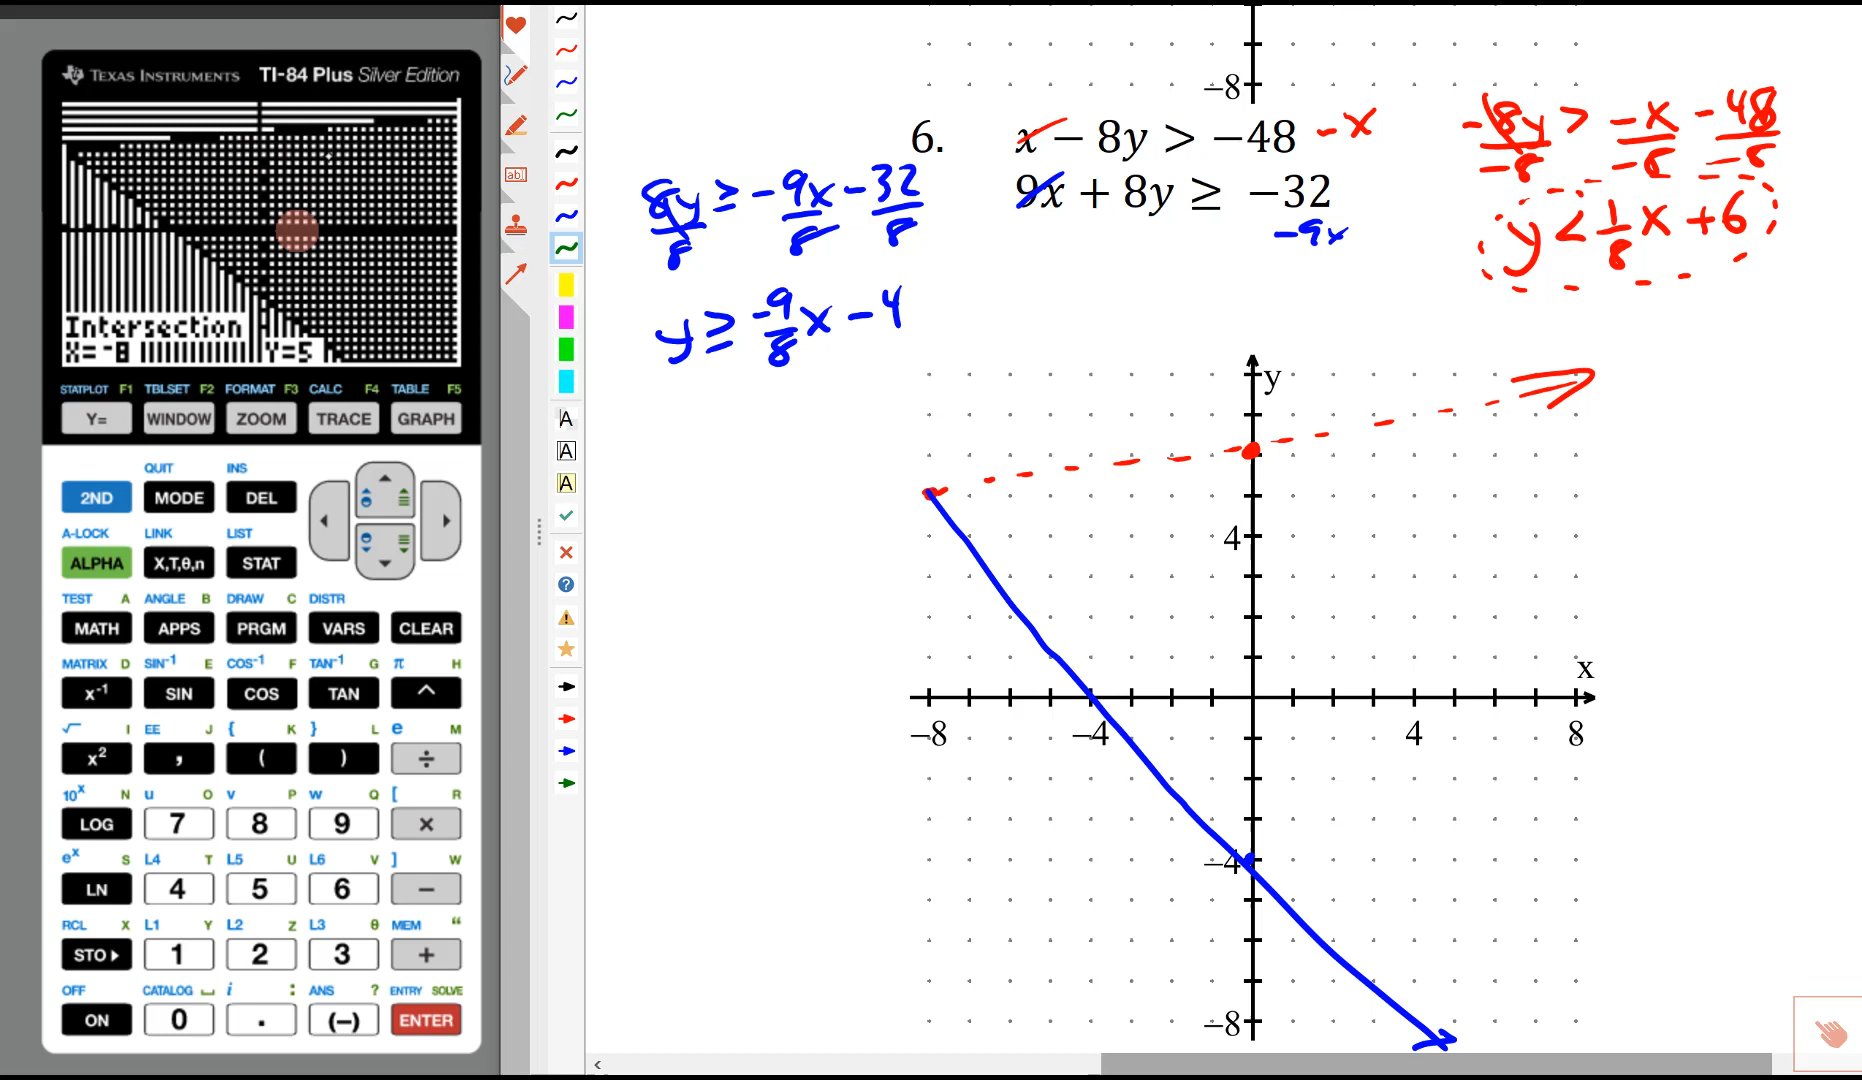 TEXAS INSTRUMENTS TI-84 Plus Silver Edition
Intersection
X=-8 Y=5
STATPLOT F1 TBLSET F2 FORMAT F3 CALC F4 TABLE F5
Y= WINDOW ZOOM TRACE GRAPH
QUIT INS
2ND MODE DEL
A-LOCK LINK LIST
ALPHA X,T,θ,n STAT
TEST A ANGLE B DRAW C DISTR
MATH APPS PRGM VARS CLEAR
MATRIX D SIN⁻¹ E COS⁻¹ F TAN⁻¹ G π H
x⁻¹ SIN COS TAN ^
√ I EE J { K } L e M
x² , ( ) ÷
10ˣ N u O v P w Q [ R
LOG 7 8 9 ×
eˣ S L4 T L5 U L6 V ] W
LN 4 5 6 −
RCL X L1 Y L2 Z L3 θ MEM “
STO▸ 1 2 3 +
OFF CATALOG ⎵ i : ANS ? ENTRY SOLVE
ON 0 . (−) ENTER
ab|
A
A
A
−8
6. x − 8y > −48 -x
9x + 8y ≥ −32
-9x
8y/8 ≥ -9x/8 - 32/8
y ≥ -9/8 x - 4
-8y/-8 > -x/-8 -48/-8
y < 1/8 x + 6
y
4
x
−8 −4 4 8
−4
−8